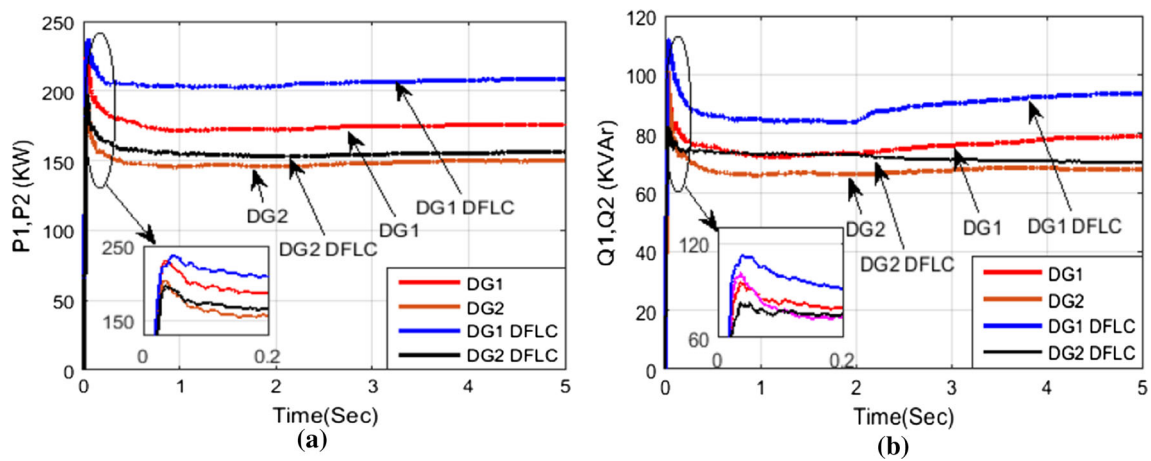 P1,P2 (KW)
250
200
150
100
50
0
DG2
DG2 DFLC
DG1
DG1 DFLC
250
150
0
0.2
DG1
DG2
DG1 DFLC
DG2 DFLC
0
1
2
3
4
5
Time(Sec)
(a)
Q1,Q2 (KVAr)
120
100
80
60
40
20
0
DG2
DG2 DFLC
DG1
DG1 DFLC
120
60
0
0.2
DG1
DG2
DG1 DFLC
DG2 DFLC
0
1
2
3
4
5
Time(Sec)
(b)